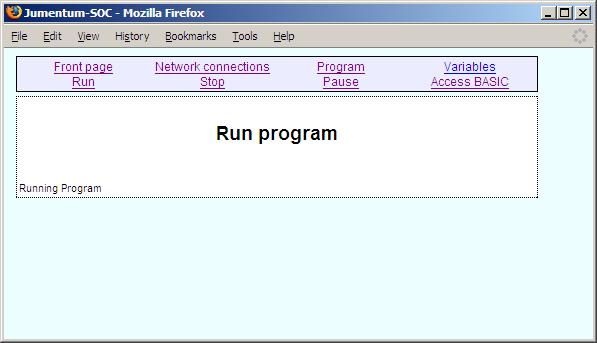 Jumentum-SOC - Mozilla Firefox
File Edit View History Bookmarks Tools Help
Front page Network connections Program Variables
Run Stop Pause Access BASIC
Run program
Running Program